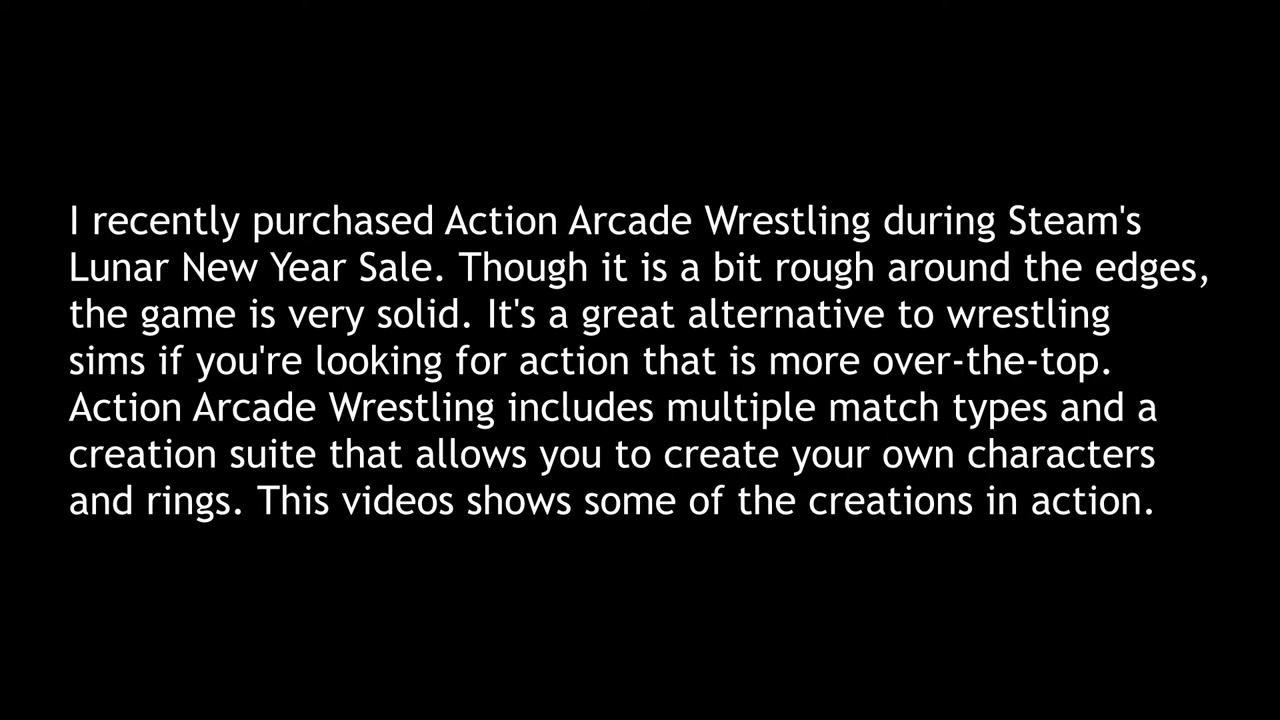 I recently purchased Action Arcade Wrestling during Steam's
Lunar New Year Sale. Though it is a bit rough around the edges,
the game is very solid. It's a great alternative to wrestling
sims if you're looking for action that is more over-the-top.
Action Arcade Wrestling includes multiple match types and a
creation suite that allows you to create your own characters
and rings. This videos shows some of the creations in action.